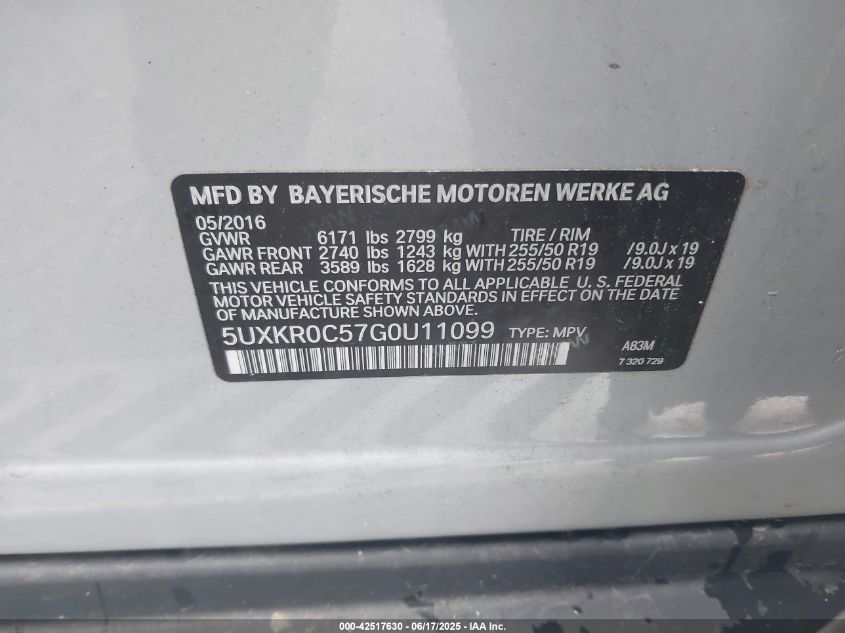 MFD BY BAYERISCHE MOTOREN WERKE AG
05/2016
GVWR 6171 lbs 2799 kg TIRE / RIM
GAWR FRONT 2740 lbs 1243 kg WITH 255/50 R19 /9.0J x 19
GAWR REAR 3589 lbs 1628 kg WITH 255/50 R19 /9.0J x 19
THIS VEHICLE CONFORMS TO ALL APPLICABLE U. S. FEDERAL
MOTOR VEHICLE SAFETY STANDARDS IN EFFECT ON THE DATE
OF MANUFACTURE SHOWN ABOVE.
5UXKR0C57G0U11099 TYPE: MPV
A83M
7 320 729
000-42517630 - 06/17/2025 - IAA Inc.